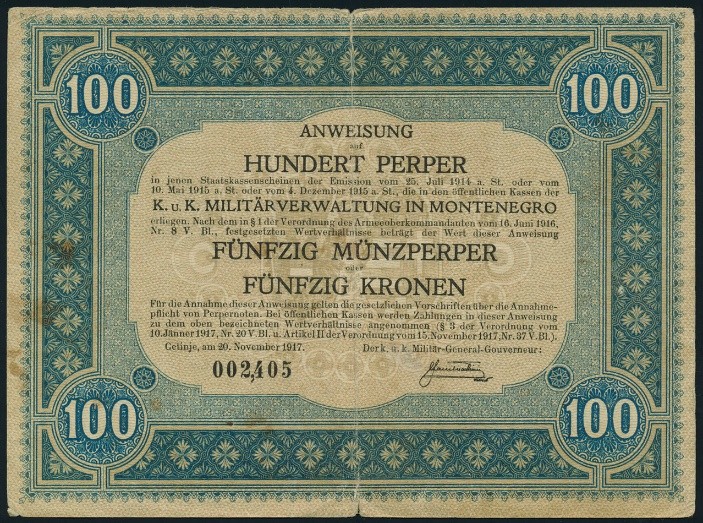 100 100
ANWEISUNG
auf
HUNDERT PERPER
in jenen Staatskassenscheinen der Emission vom 25. Juli 1914 a. St. oder vom
10. Mai 1915 a. St. oder vom 4. Dezember 1915 a. St., die in den öffentlichen Kassen der
K. U. K. MILITÄRVERWALTUNG IN MONTENEGRO
erliegen. Nach dem in § 1 der Verordnung des Armeeoberkommandanten vom 16. Juni 1916,
Nr. 8 V. Bl., festgesetzten Wertverhältnisse beträgt der Wert dieser Anweisung
FÜNFZIG MÜNZPERPER
oder
FÜNFZIG KRONEN
Für die Annahme dieser Anweisung gelten die gesetzlichen Vorschriften über die Annahme-
pflicht von Perpernoten. Bei öffentlichen Kassen werden Zahlungen in dieser Anweisung
zu dem oben bezeichneten Wertverhältnisse angenommen (§ 3 der Verordnung vom
10. Jänner 1917, Nr. 20 V. Bl. u. Artikel II der Verordnung vom 15. November 1917, Nr. 37 V. Bl.).
Cetinje, am 20. November 1917. Der k. u. k. Militär-General-Gouverneur:
002,405
100 100